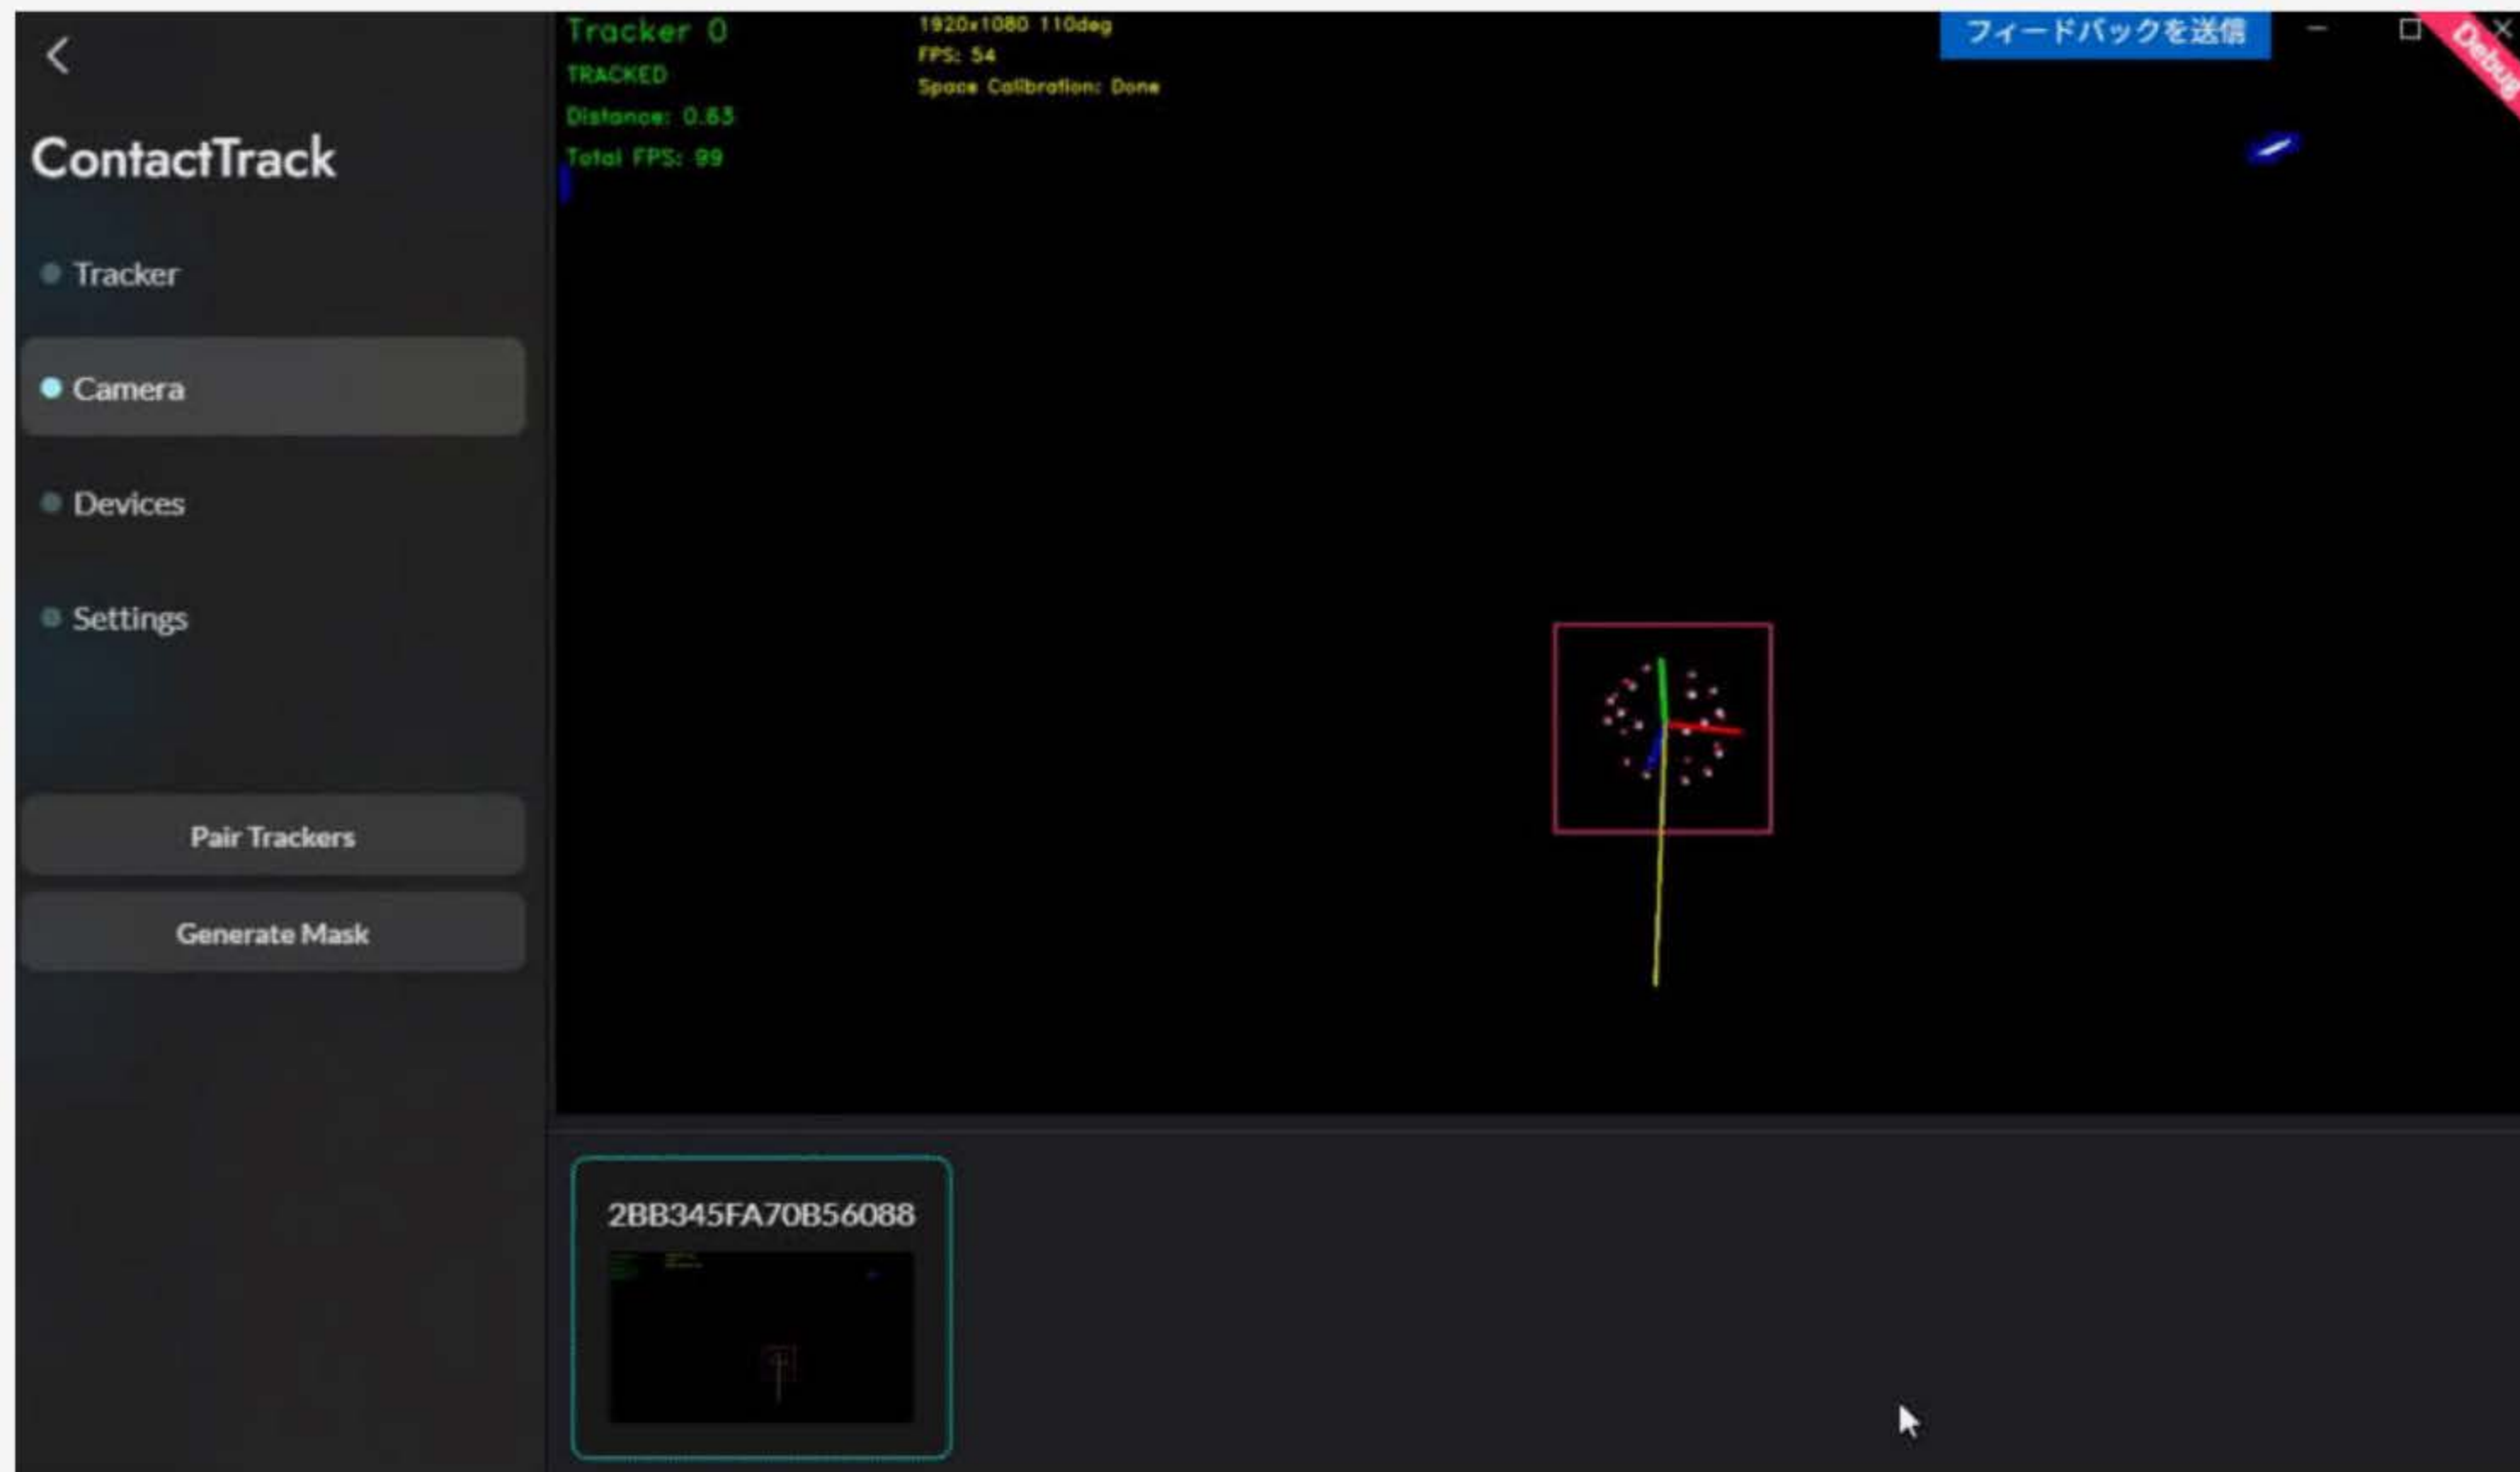 ContactTrack
Tracker
Camera
Devices
Settings
Pair Trackers
Generate Mask
Tracker 0
TRACKED
Distance: 0.63
Total FPS: 99
1920x1080 110deg
FPS: 54
Space Calibration: Done
フィードバックを送信
Debug
2BB345FA70B56088